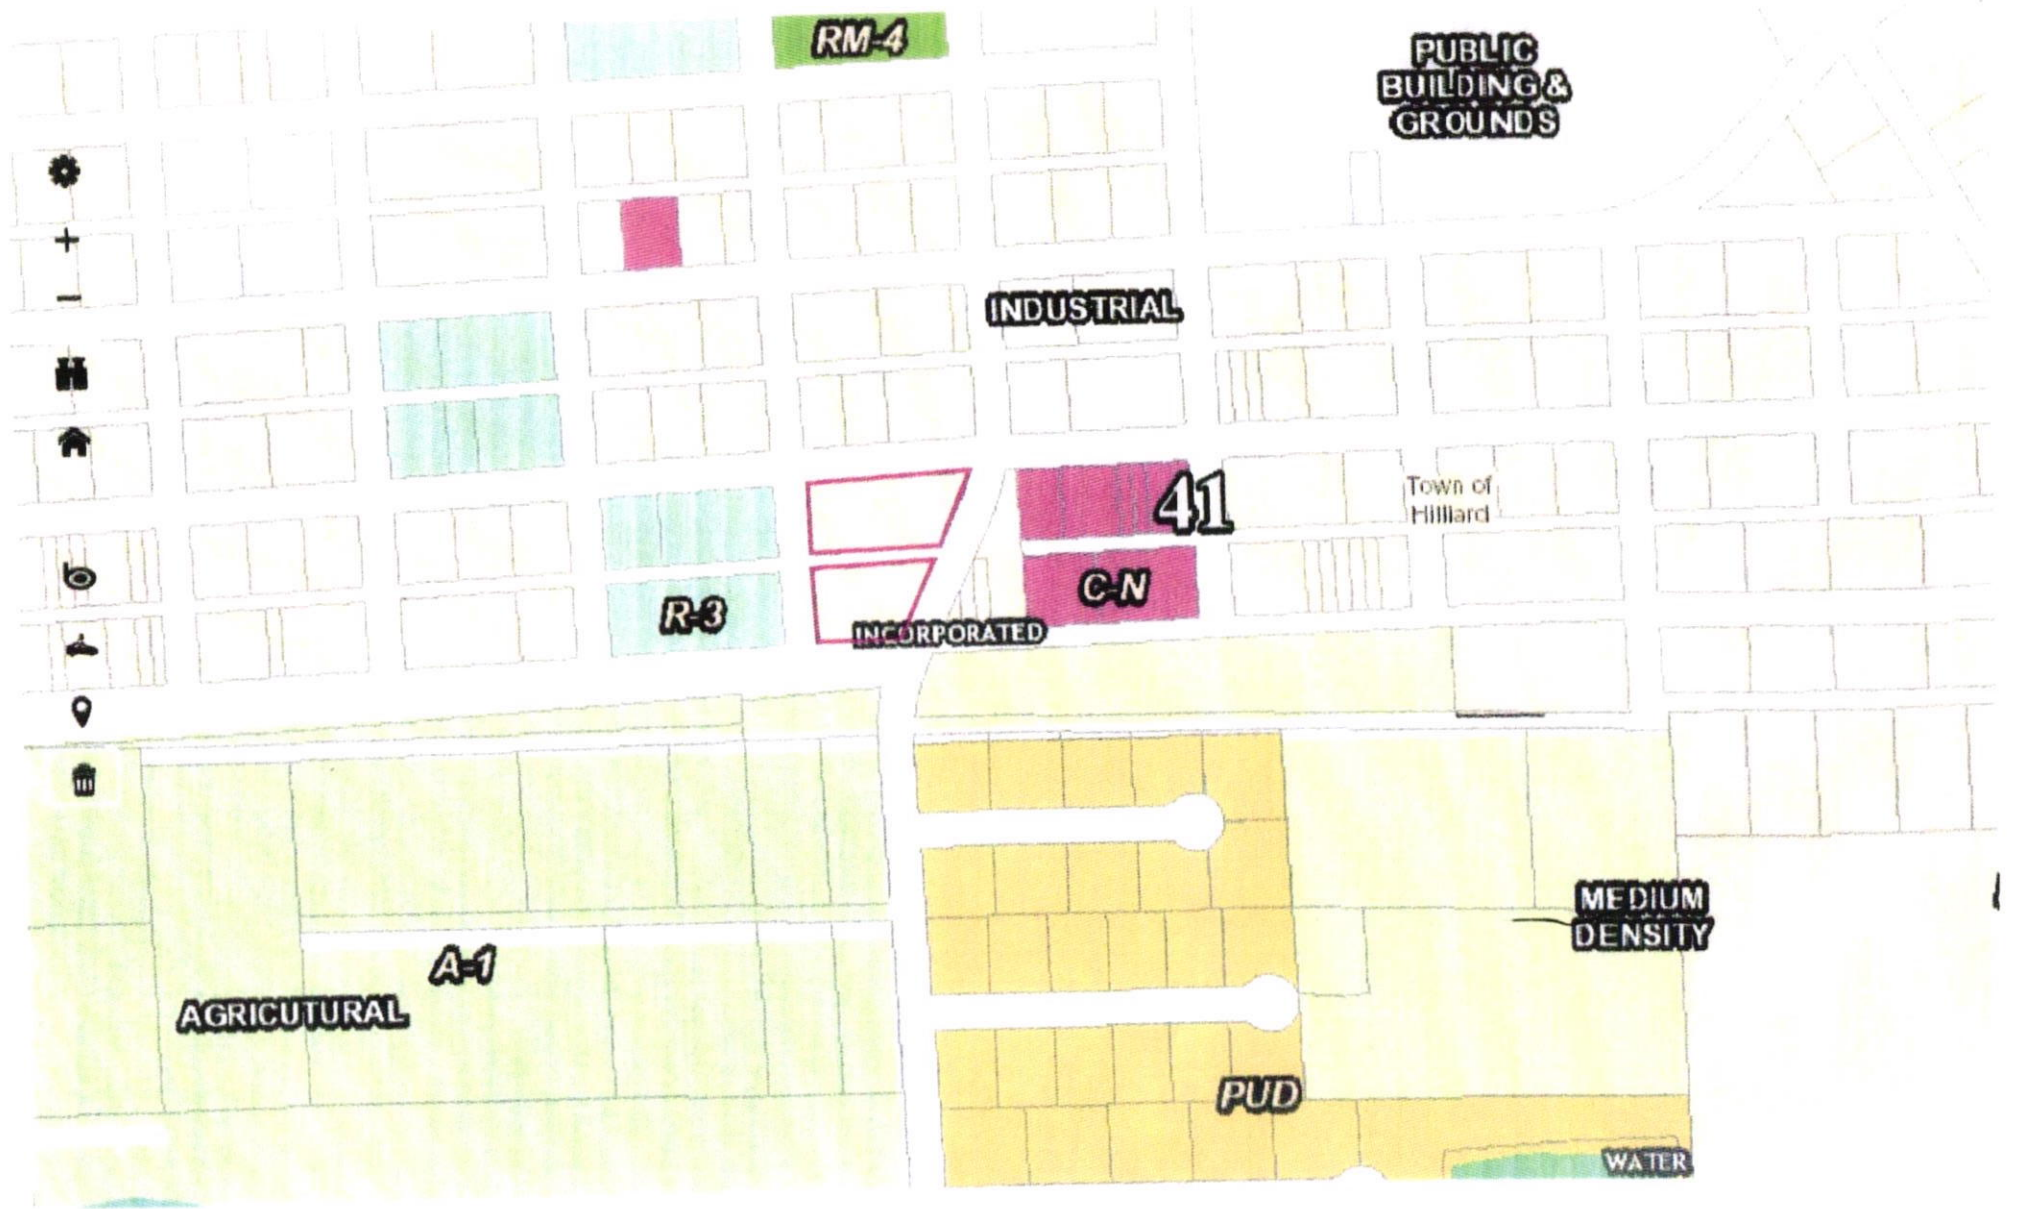 RM-4
PUBLIC
BUILDING &
GROUNDS
INDUSTRIAL
41
Town of
Hilliard
C-N
R-3
INCORPORATED
MEDIUM
DENSITY
A-1
AGRICUTURAL
PUD
WATER